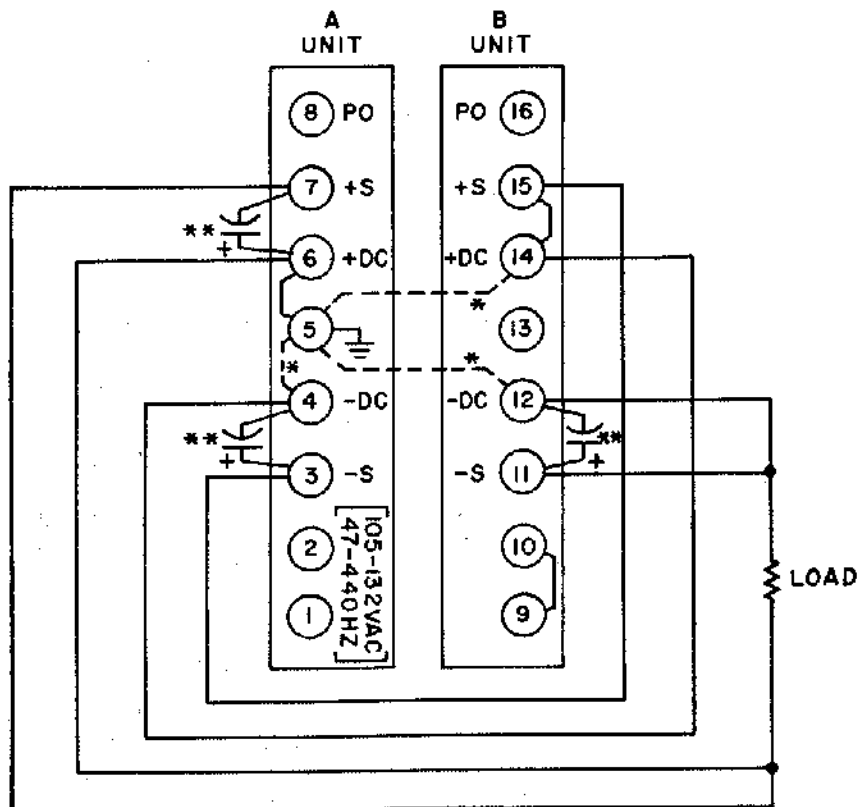 A
UNIT
B
UNIT
8 PO
PO 16
7 +S
+S 15
**
+
6 +DC
+DC 14
*
5
13
*
*
4 -DC
-DC 12
**
+
**
+
3 -S
-S 11
2
10
1
9
[105-132VAC
47-440HZ]
LOAD